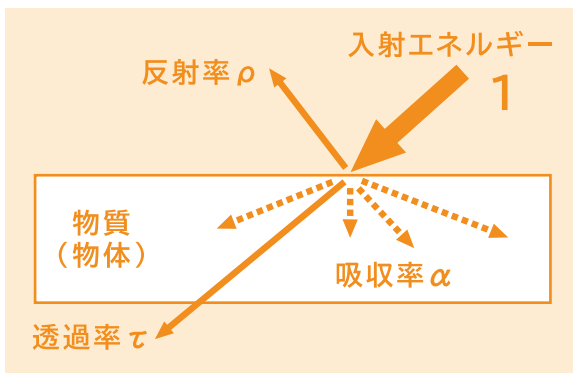 入射エネルギー
1
反射率ρ
物質
（物体）
吸収率α
透過率τ